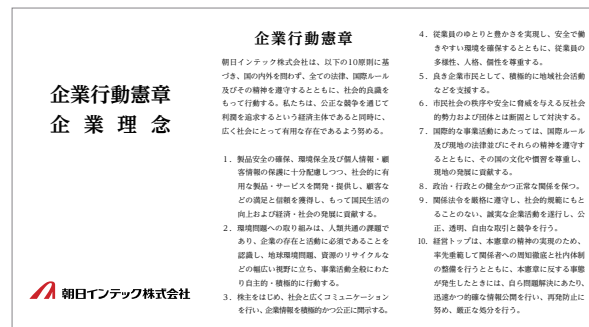 企業行動憲章
企業理念
朝日インテック株式会社
企業行動憲章
朝日インテック株式会社は、以下の10原則に基
づき、国の内外を問わず、全ての法律、国際ルール
及びその精神を遵守するとともに、社会的良識を
もって行動する。私たちは、公正な競争を通じて
利潤を追求するという経済主体であると同時に、
広く社会にとって有用な存在であるよう努める。
1. 製品安全の確保、環境保全及び個人情報・顧
客情報の保護に十分配慮しつつ、社会的に有
用な製品・サービスを開発・提供し、顧客な
どの満足と信頼を獲得し、もって国民生活の
向上および経済・社会の発展に貢献する。
2. 環境問題への取り組みは、人類共通の課題で
あり、企業の存在と活動に必須であることを
認識し、地球環境問題、資源のリサイクルな
どの幅広い視野に立ち、事業活動全般にわた
り自主的・積極的に行動する。
3. 株主をはじめ、社会と広くコミュニケーション
を行い、企業情報を積極的かつ公正に開示する。
4. 従業員のゆとりと豊かさを実現し、安全で働
きやすい環境を確保するとともに、従業員の
多様性、人格、個性を尊重する。
5. 良き企業市民として、積極的に地域社会活動
などを支援する。
6. 市民社会の秩序や安全に脅威を与える反社会
的勢力および団体とは断固として対決する。
7. 国際的な事業活動にあたっては、国際ルール
及び現地の法律並びにそれらの精神を遵守す
るとともに、その国の文化や慣習を尊重し、
現地の発展に貢献する。
8. 政治・行政との健全かつ正常な関係を保つ。
9. 関係法令を厳格に遵守し、社会的規範にもと
ることのない、誠実な企業活動を遂行し、公
正、透明、自由な取引と競争を行う。
10. 経営トップは、本憲章の精神の実現のため、
率先垂範して関係者への周知徹底と社内体制
の整備を行うとともに、本憲章に反する事態
が発生したときには、自ら問題解決にあたり、
迅速かつ的確な情報公開を行い、再発防止に
努め、厳正な処分を行う。